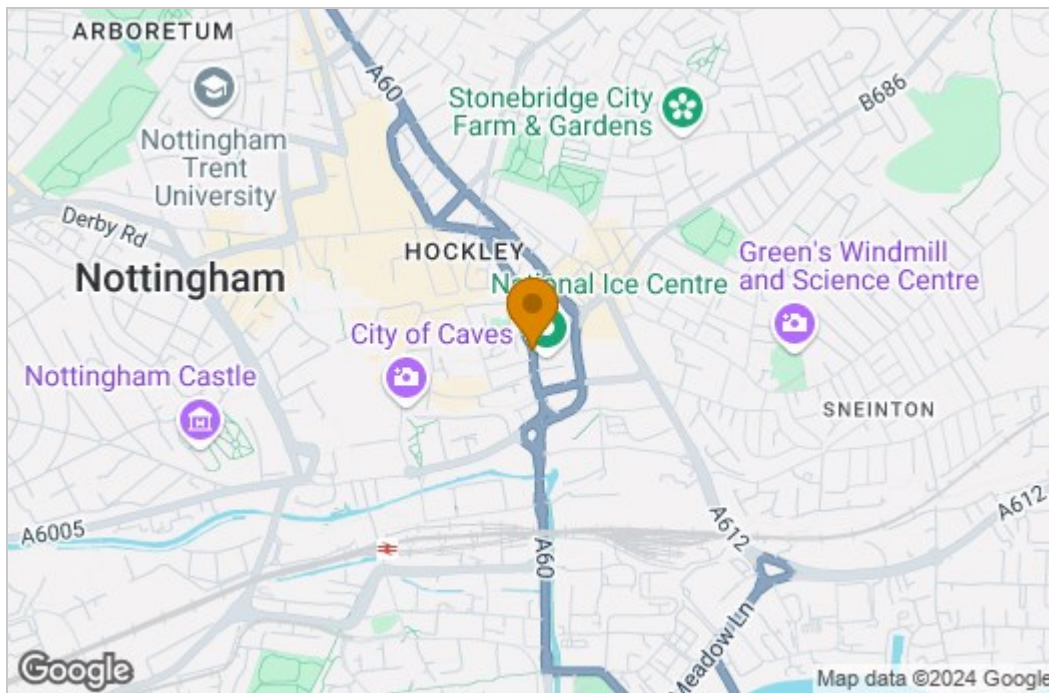 ARBORETUM
A60
Stonebridge City
Farm & Gardens
B686
Nottingham
Trent
University
Derby Rd
HOCKLEY
Nottingham
National Ice Centre
Green's Windmill
and Science Centre
City of Caves
Nottingham Castle
SNEINTON
A6005
A612
A612
A60
Meadow Ln
Google
Map data ©2024 Google